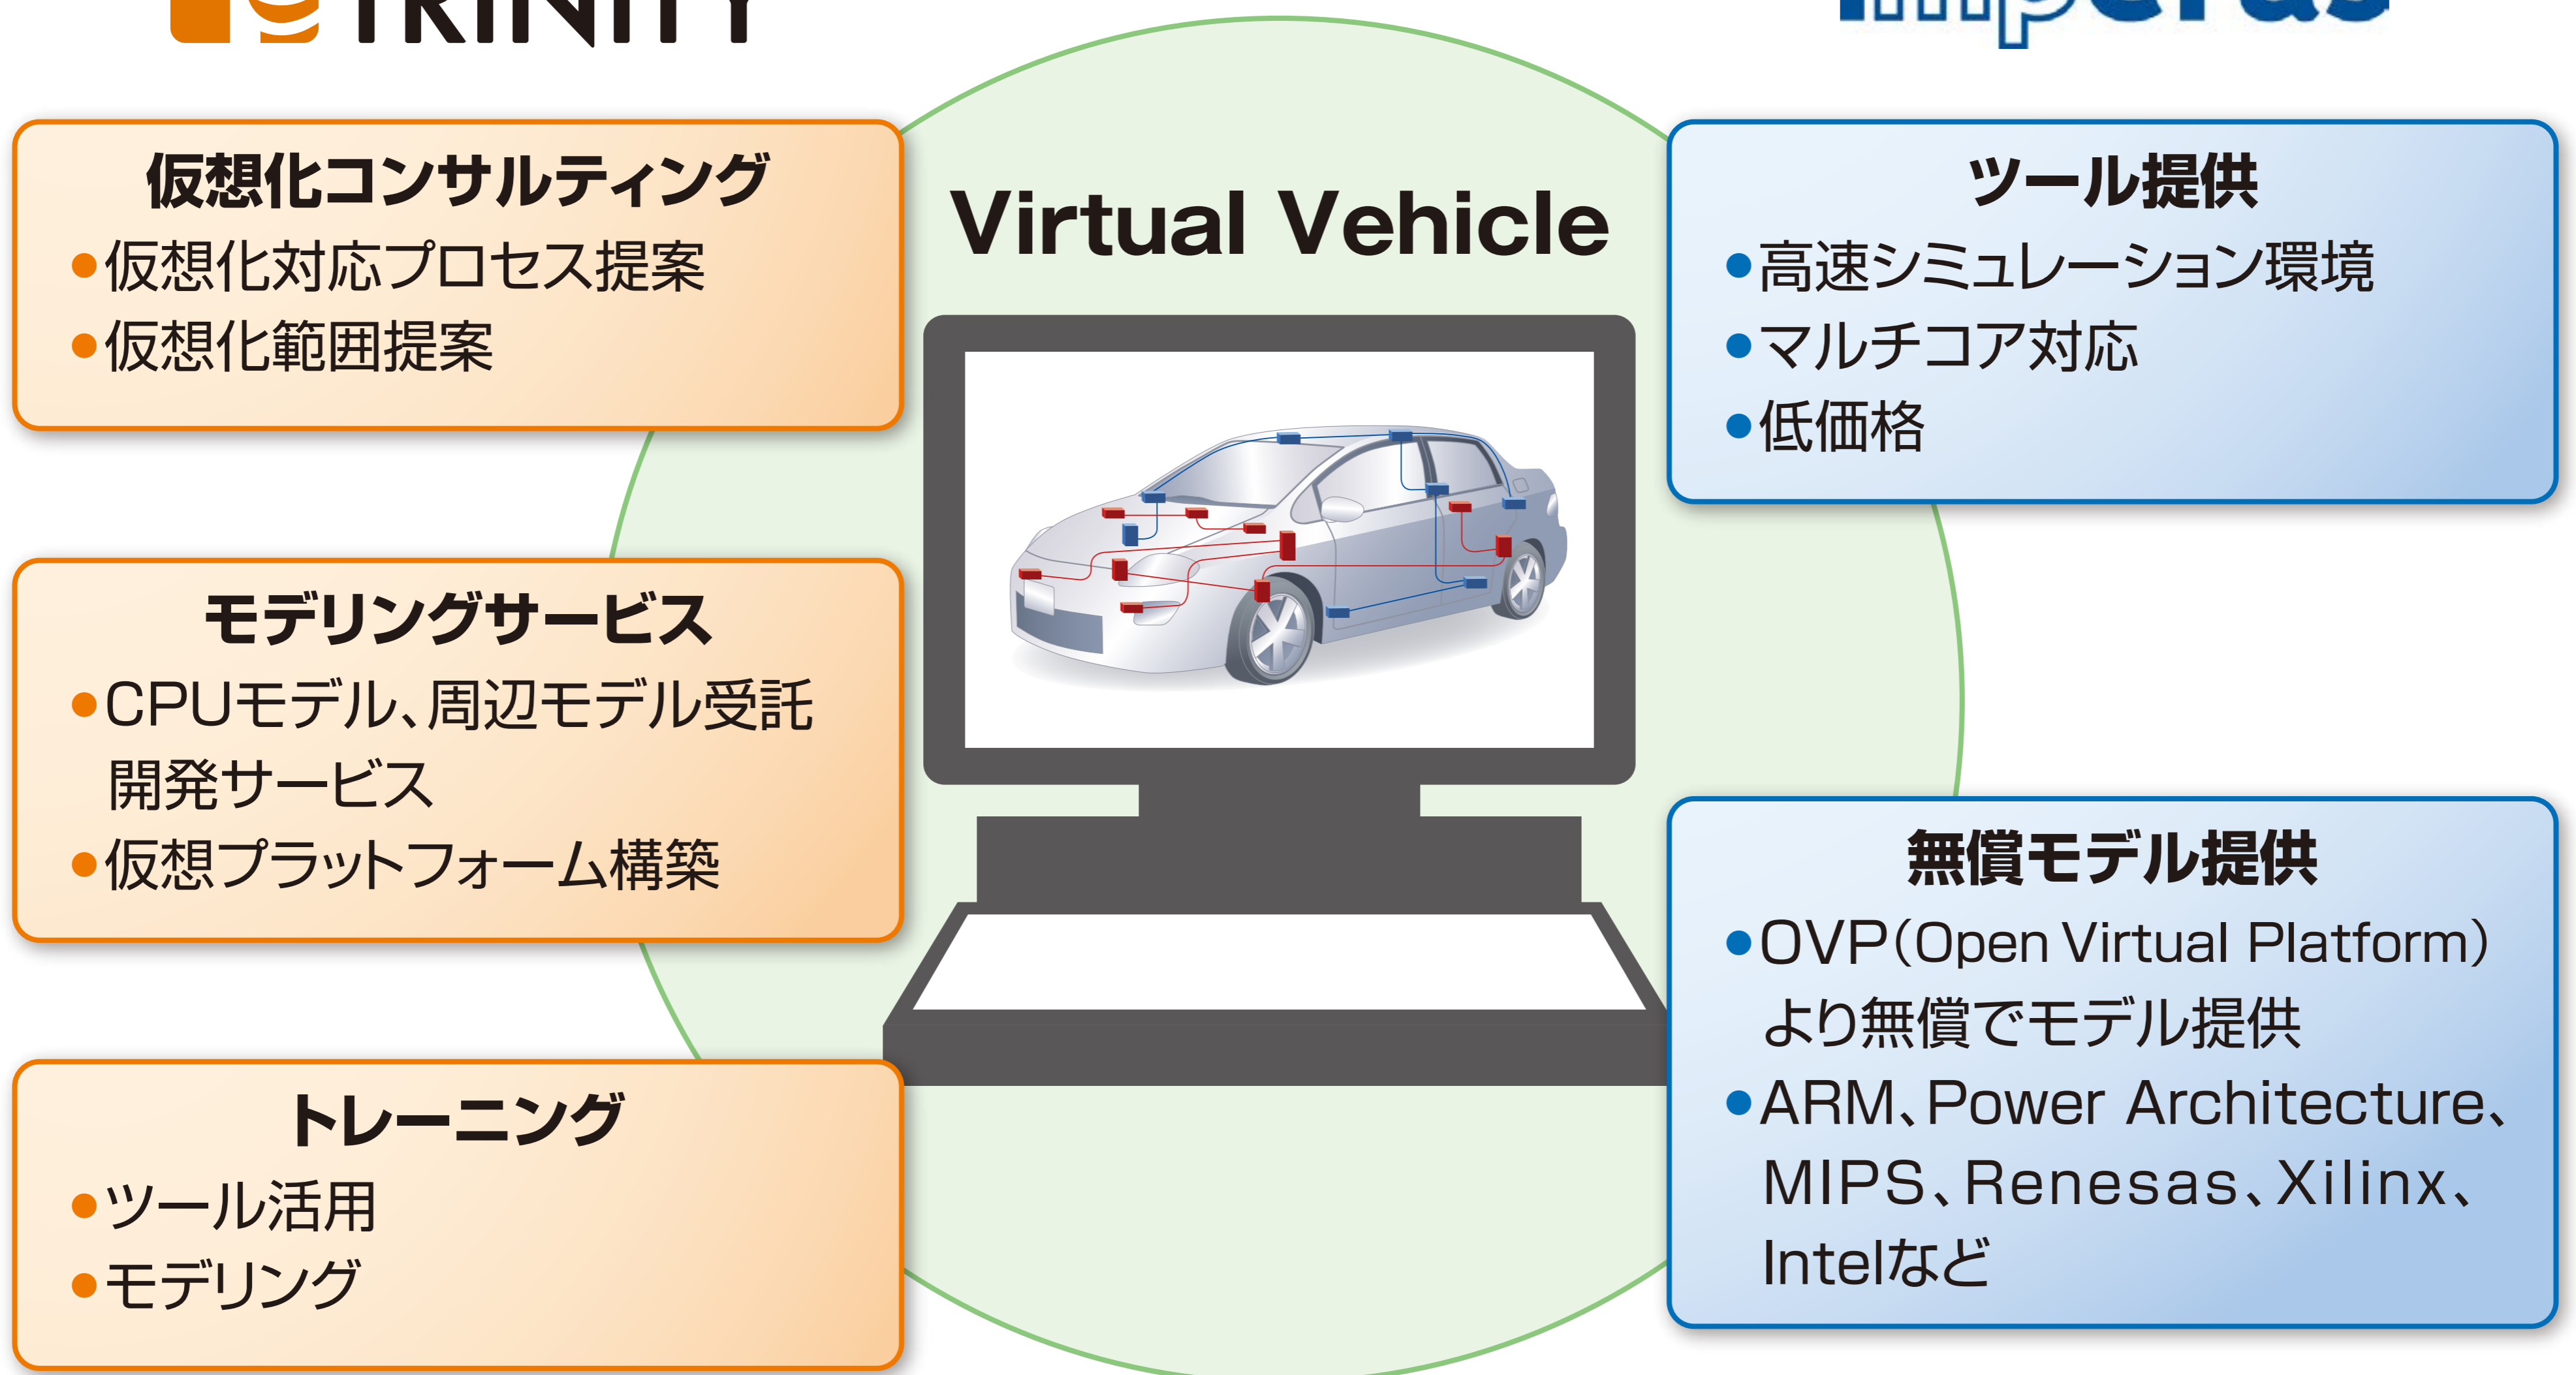 TRINITY
imperas
仮想化コンサルティング
●仮想化対応プロセス提案
●仮想化範囲提案
モデリングサービス
●CPUモデル、周辺モデル受託
開発サービス
●仮想プラットフォーム構築
トレーニング
●ツール活用
●モデリング
Virtual Vehicle
ツール提供
●高速シミュレーション環境
●マルチコア対応
●低価格
無償モデル提供
●OVP(Open Virtual Platform)
より無償でモデル提供
●ARM、Power Architecture、
MIPS、Renesas、Xilinx、
Intelなど